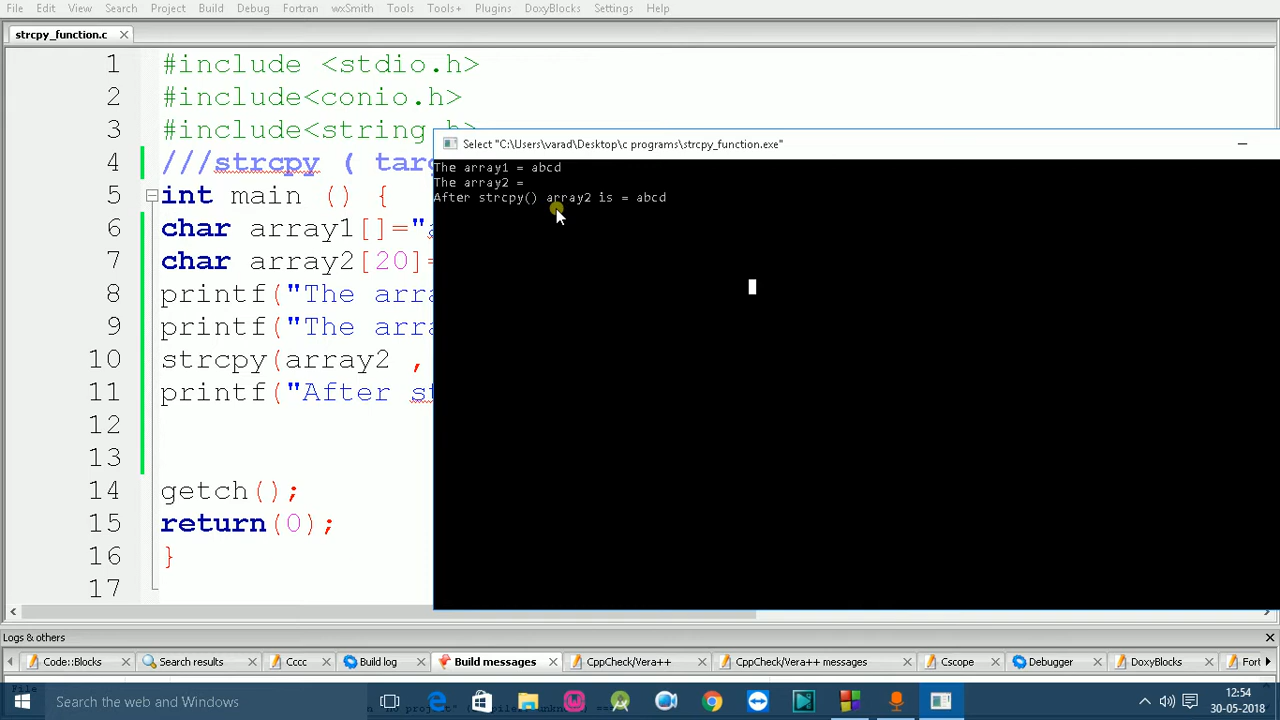 File Edit View Search Project Build Debug Fortran wxSmith Tools Tools+ Plugins DoxyBlocks Settings Help
strcpy_function.c
1 #include <stdio.h>
2 #include<conio.h>
3 #include<string.h>
4 ///strcpy ( tar
5 int main () {
6 char array1[]="a
7 char array2[20]=
8 printf("The arra
9 printf("The arra
10 strcpy(array2 ,
11 printf("After st
12
13
14 getch();
15 return(0);
16 }
17
Select "C:\Users\varad\Desktop\c programs\strcpy_function.exe"
The array1 = abcd
The array2 =
After strcpy() array2 is = abcd
Logs & others
Code::Blocks Search results Cccc Build log Build messages CppCheck/Vera++ CppCheck/Vera++ messages Cscope Debugger DoxyBlocks Fort
File
Search the web and Windows
12:54
30-05-2018